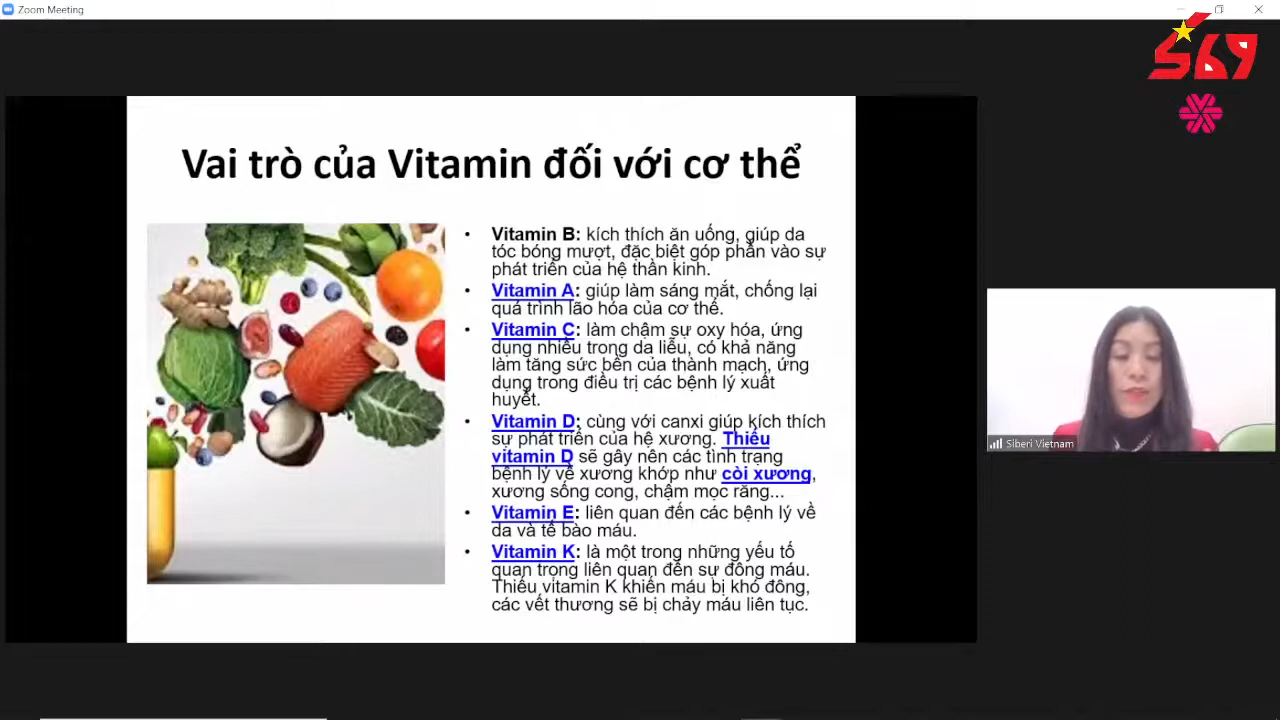 Zoom Meeting
S69
Vai trò của Vitamin đối với cơ thể
• Vitamin B: kích thích ăn uống, giúp da
tóc bóng mượt, đặc biệt góp phần vào sự
phát triển của hệ thần kinh.
• Vitamin A: giúp làm sáng mắt, chống lại
quá trình lão hóa của cơ thể.
• Vitamin C: làm chậm sự oxy hóa, ứng
dụng nhiều trong da liễu, có khả năng
làm tăng sức bền của thành mạch, ứng
dụng trong điều trị các bệnh lý xuất
huyết.
• Vitamin D: cùng với canxi giúp kích thích
sự phát triển của hệ xương. Thiếu
vitamin D sẽ gây nên các tình trạng
bệnh lý về xương khớp như còi xương,
xương sống cong, chậm mọc răng...
• Vitamin E: liên quan đến các bệnh lý về
da và tế bào máu.
• Vitamin K: là một trong những yếu tố
quan trọng liên quan đến sự đông máu.
Thiếu vitamin K khiến máu bị khó đông,
các vết thương sẽ bị chảy máu liên tục.
Siberi Vietnam